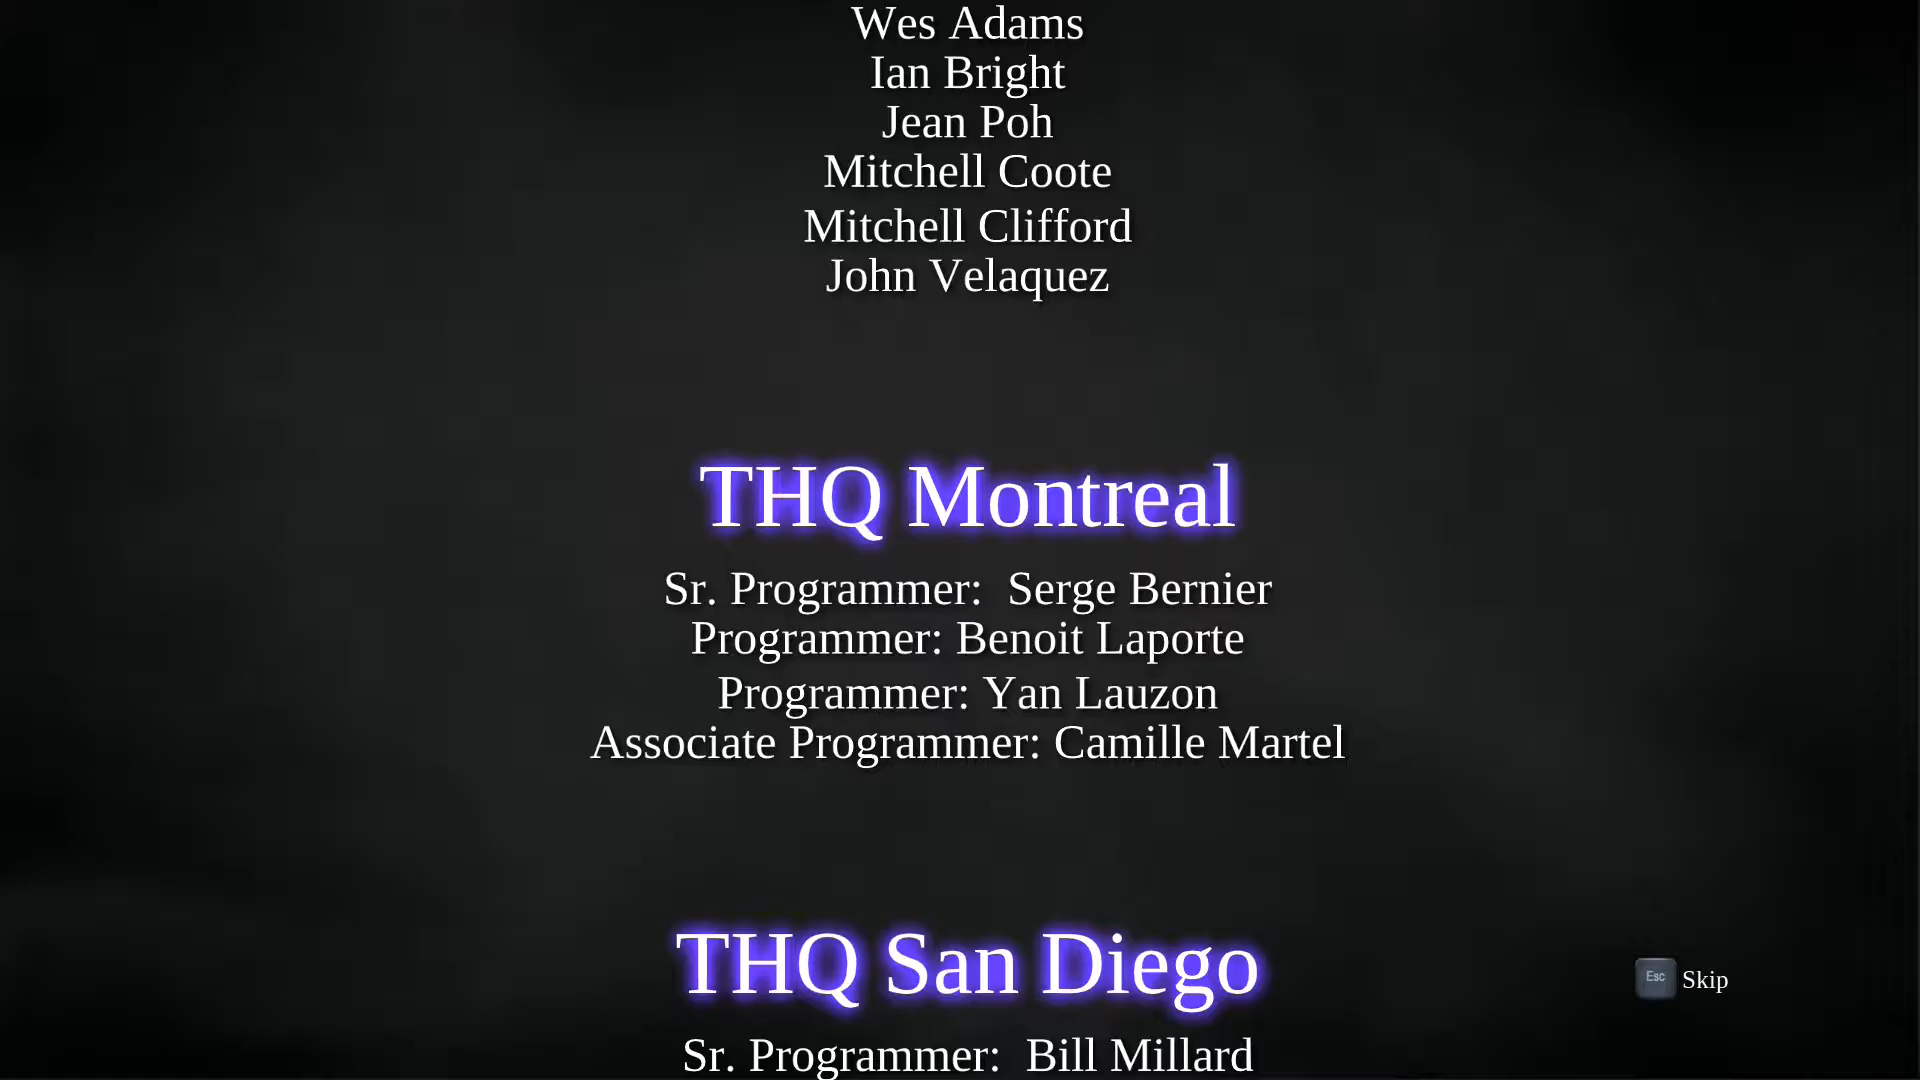 Wes Adams
Ian Bright
Jean Poh
Mitchell Coote
Mitchell Clifford
John Velaquez
THQ Montreal
Sr. Programmer:  Serge Bernier
Programmer: Benoit Laporte
Programmer: Yan Lauzon
Associate Programmer: Camille Martel
THQ San Diego
Esc Skip
Sr. Programmer:  Bill Millard